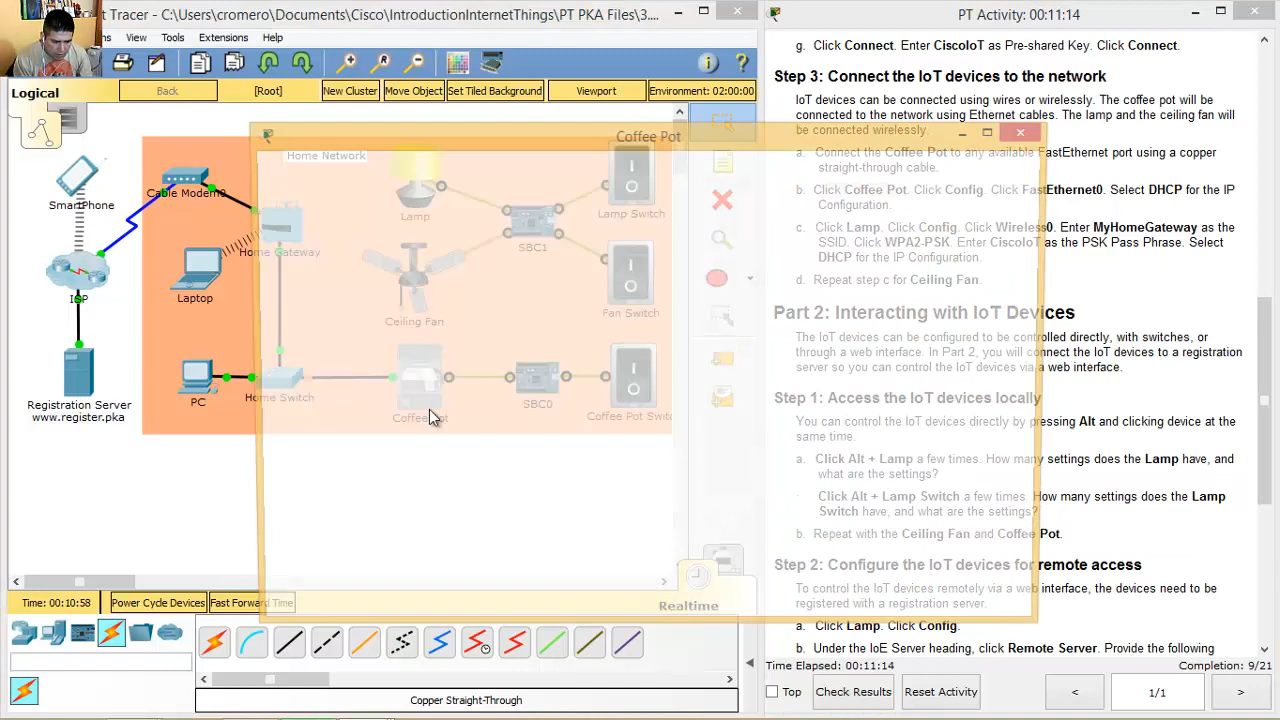 t Tracer - C:\Users\cromero\Documents\Cisco\IntroductionInternetThings\PT PKA Files\3....
ns View Tools Extensions Help
Logical
Back
[Root]
New Cluster
Move Object
Set Tiled Background
Viewport
Environment: 02:00:00
Coffee Pot
Home Network
SmartPhone
Cable Modem0
Lamp
Lamp Switch
SBC1
Home Gateway
Laptop
ISP
Ceiling Fan
Fan Switch
Registration Server
www.register.pka
PC
Home Switch
Coffee Pot
SBC0
Coffee Pot Switc
Time: 00:10:58
Power Cycle Devices
Fast Forward Time
Realtime
Copper Straight-Through
PT Activity: 00:11:14
g. Click Connect. Enter CiscoIoT as Pre-shared Key. Click Connect.
Step 3: Connect the IoT devices to the network
IoT devices can be connected using wires or wirelessly. The coffee pot will be
connected to the network using Ethernet cables. The lamp and the ceiling fan will
be connected wirelessly.
a. Connect the Coffee Pot to any available FastEthernet port using a copper
straight-through cable.
b. Click Coffee Pot. Click Config. Click FastEthernet0. Select DHCP for the IP
Configuration.
c. Click Lamp. Click Config. Click Wireless0. Enter MyHomeGateway as the
SSID. Click WPA2-PSK. Enter CiscoIoT as the PSK Pass Phrase. Select
DHCP for the IP Configuration.
d. Repeat step c for Ceiling Fan.
Part 2: Interacting with IoT Devices
The IoT Devices can be configured to be controlled directly, with switches, or
through a web interface. In Part 2, you will connect the IoT devices to a registration
server so you can control the IoT devices via a web interface.
Step 1: Access the IoT devices locally
You can control the IoT devices directly by pressing Alt and clicking device at the
same time.
a. Click Alt + Lamp a few times. How many settings does the Lamp have, and
what are the settings?
Click Alt + Lamp Switch a few times. How many settings does the Lamp
Switch have, and what are the settings?
b. Repeat with the Ceiling Fan and Coffee Pot.
Step 2: Configure the IoT devices for remote access
To control the IoT devices remotely via a web interface, the devices need to be
registered with a registration server.
a. Click Lamp. Click Config.
b. Under the IoE Server heading, click Remote Server. Provide the following
Time Elapsed: 00:11:14
Completion: 9/21
Top
Check Results
Reset Activity
<
1/1
>